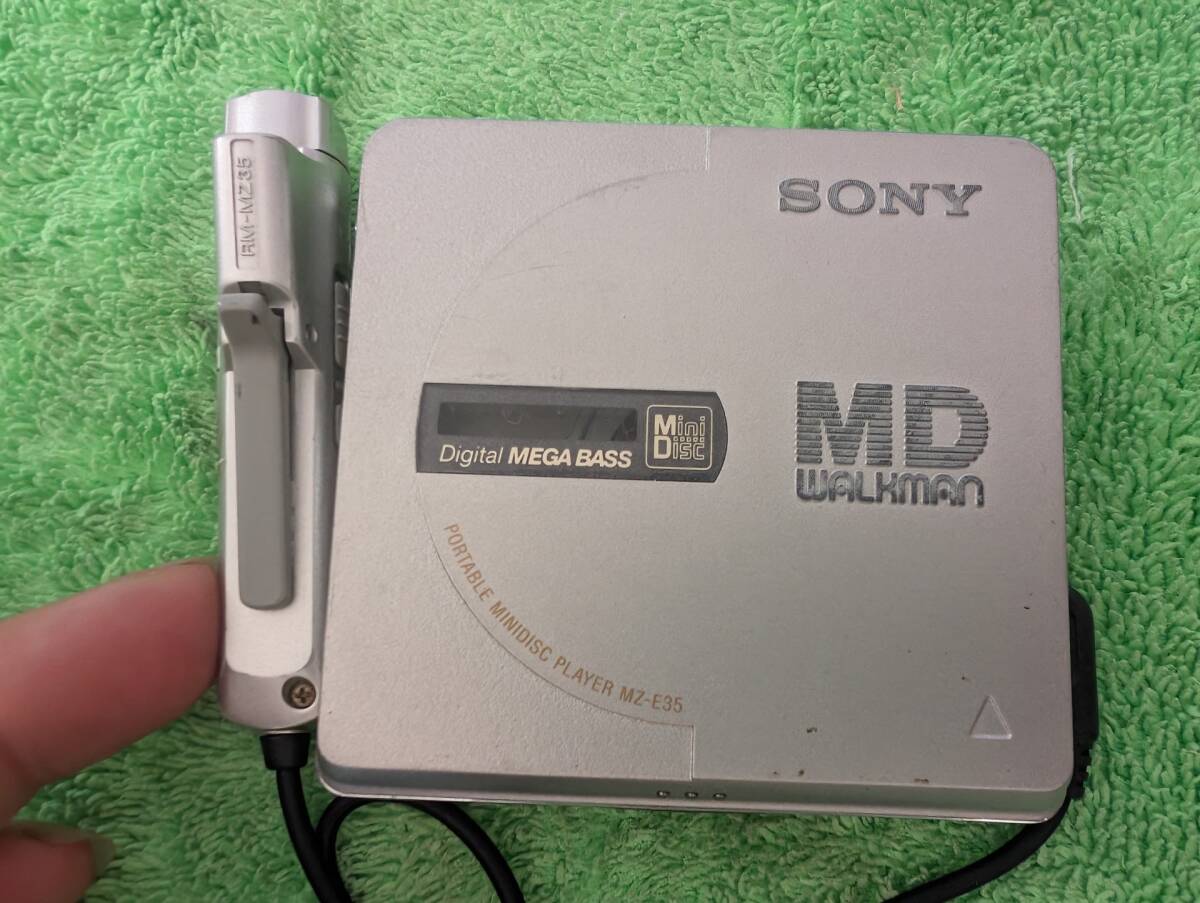 RM-MZ35
SONY
MD
WALKMAN
Mini
Disc
Digital MEGA BASS
PORTABLE MINIDISC PLAYER MZ-E35